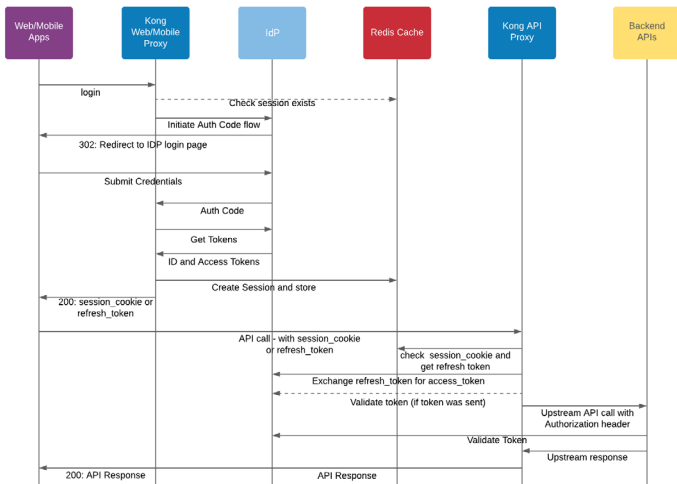 Web/Mobile
Apps
Kong
Web/Mobile
Proxy
IdP
Redis Cache
Kong API
Proxy
Backend
APIs
login
Check session exists
Initiate Auth Code flow
302: Redirect to IDP login page
Submit Credentials
Auth Code
Get Tokens
ID and Access Tokens
Create Session and store
200: session_cookie or
refresh_token
API call - with session_cookie
or refresh_token
check session_cookie and
get refresh token
Exchange refresh_token for access_token
Validate token (if token was sent)
Upstream API call with
Authorization header
Validate Token
Upstream response
200: API Response
API Response